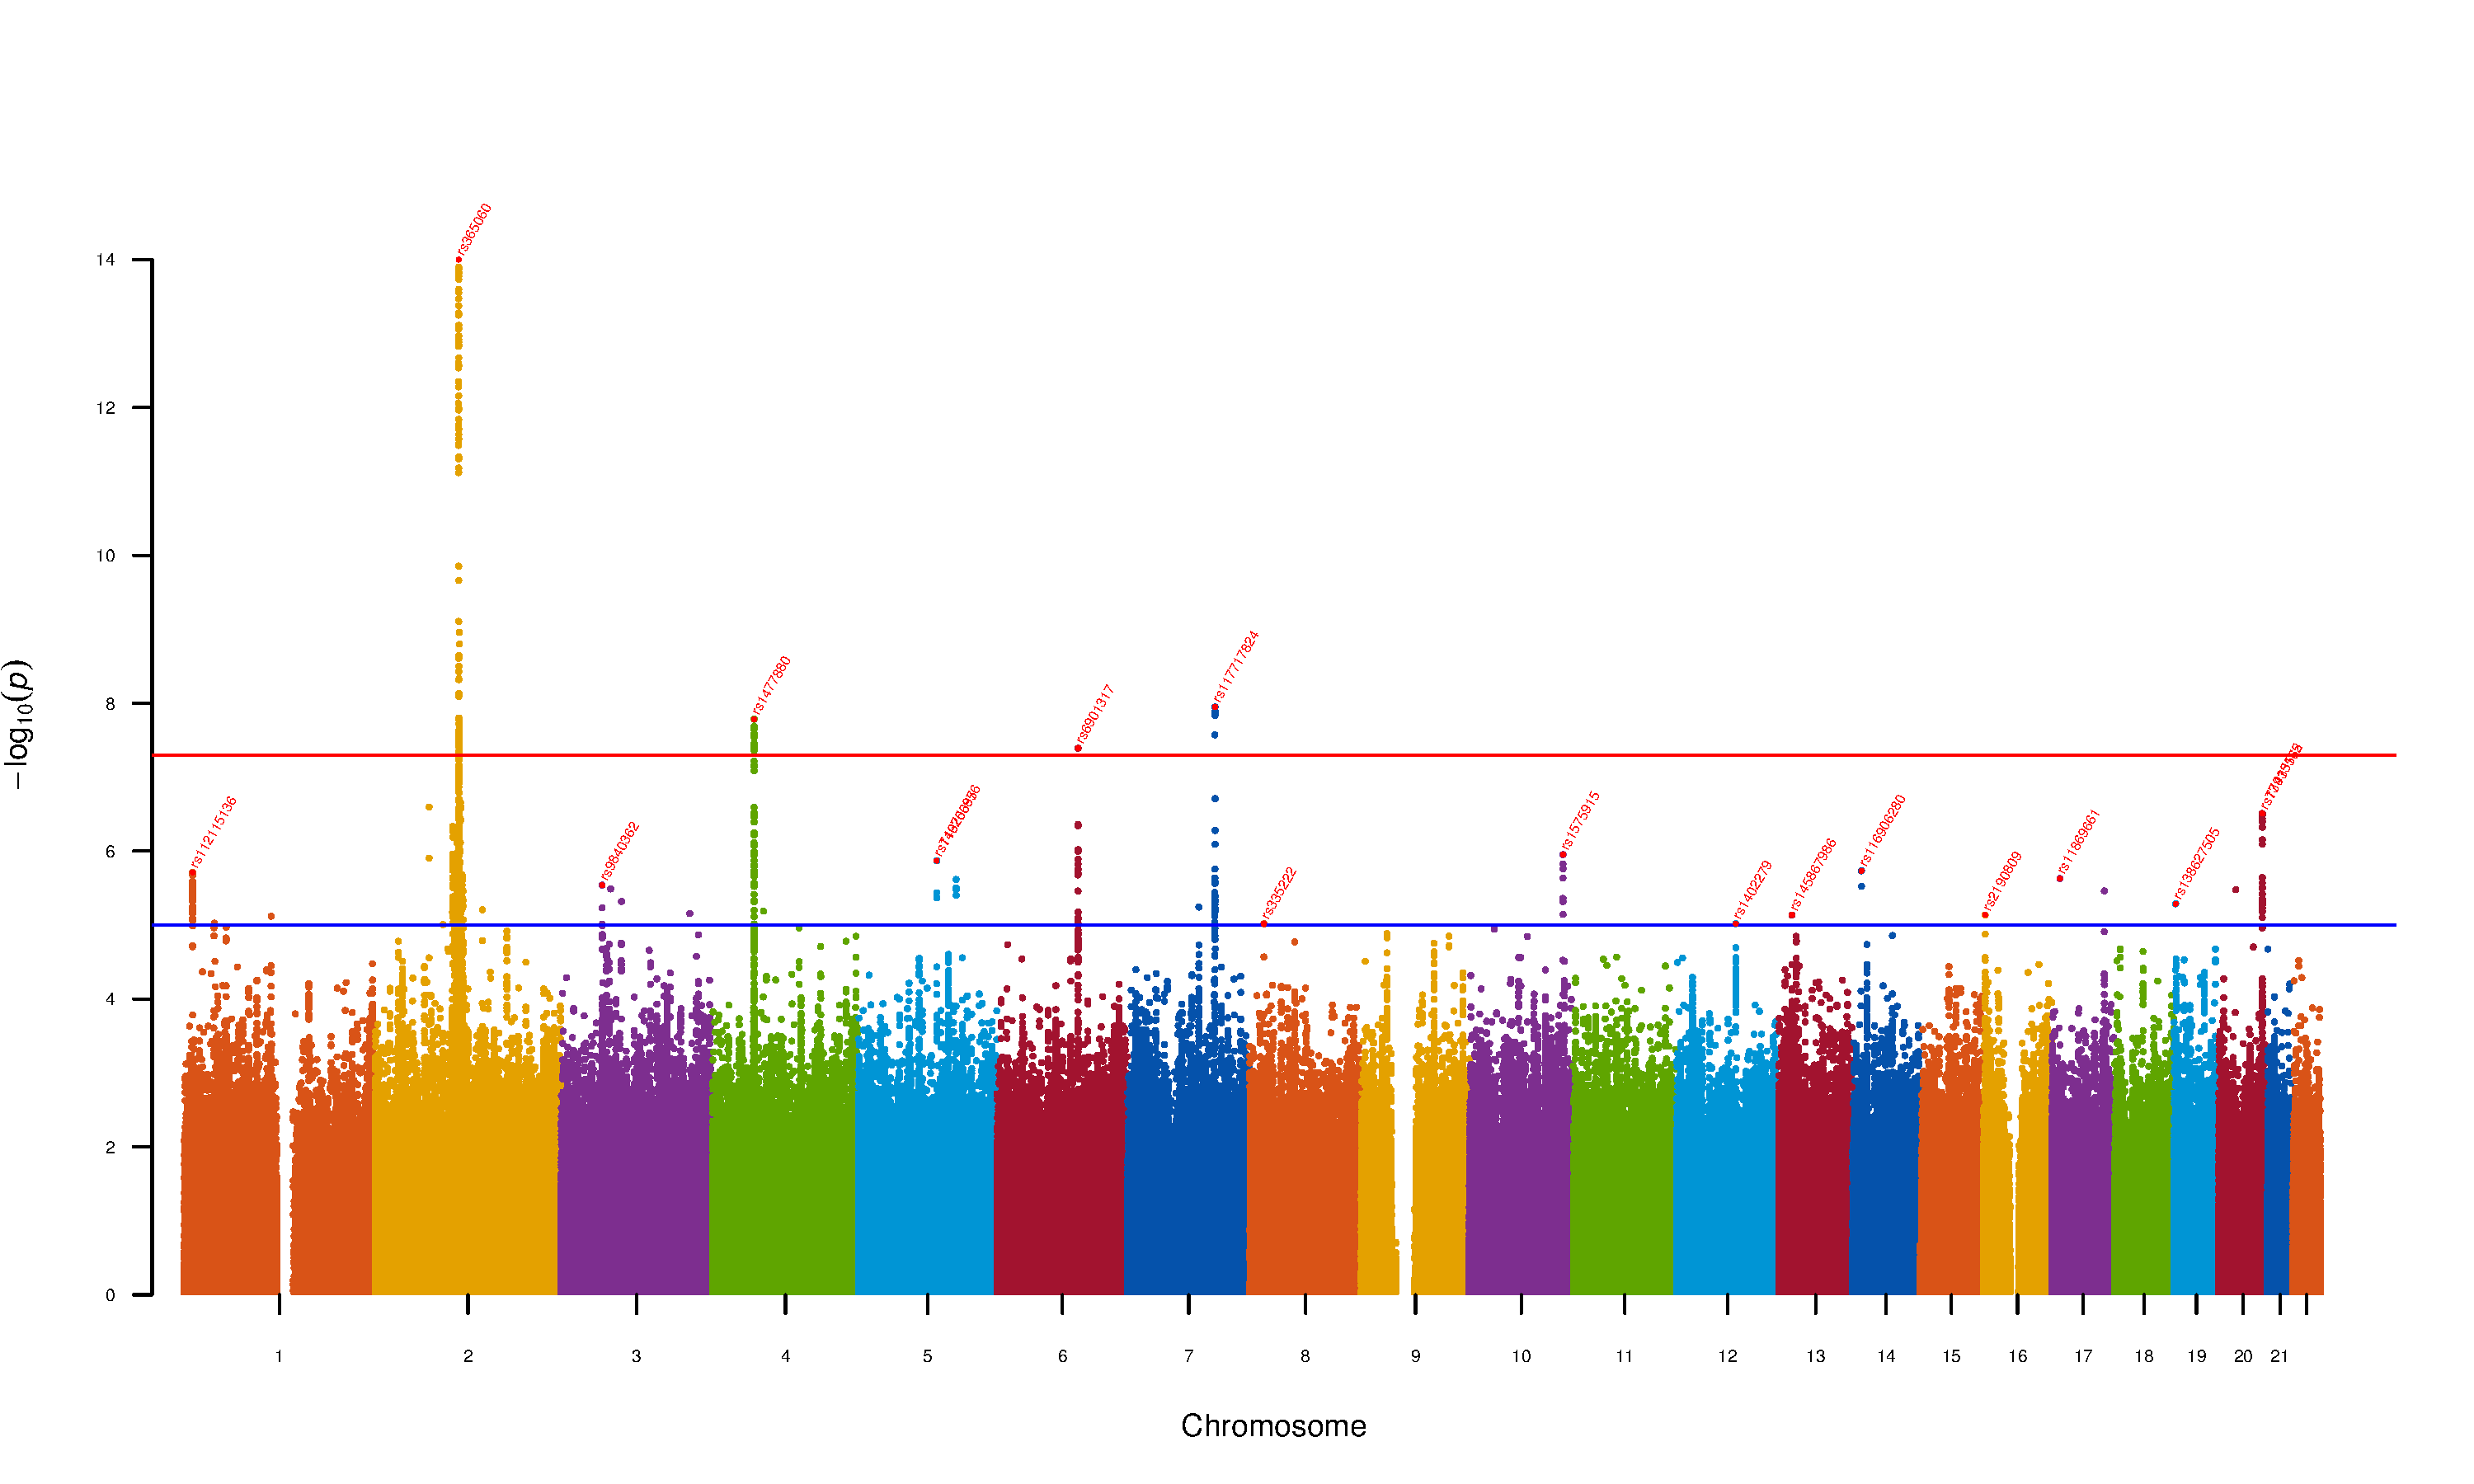 rs365060
14
12
10
rs117717824
rs1477880
rs6901317
8
−log10(p)
rs112115136
rs9840362
rs1575915
rs116906280
rs11869661
rs138627505
rs145867986
rs2190809
rs1402279
rs335222
6
4
2
0
1 2 3 4 5 6 7 8 9 10 11 12 13 14 15 16 17 18 19 20 21
Chromosome